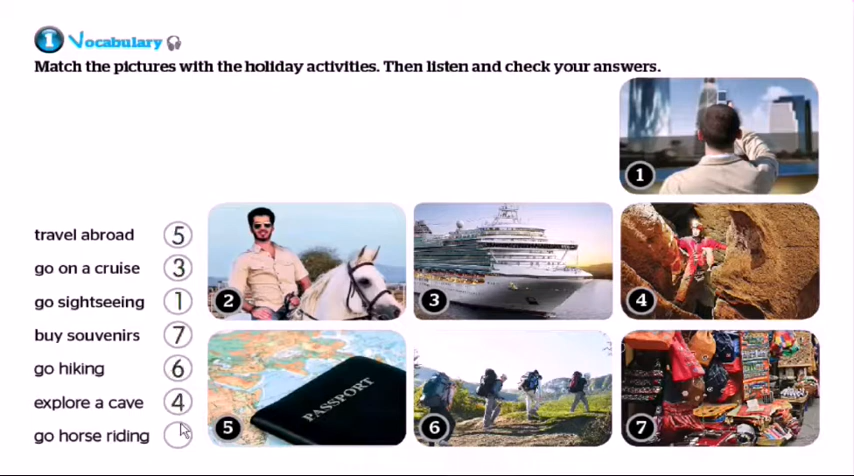 1 Vocabulary
Match the pictures with the holiday activities. Then listen and check your answers.
1
travel abroad 5
go on a cruise 3
go sightseeing 1
buy souvenirs 7
go hiking 6
explore a cave 4
go horse riding
2
3
4
5
PASSPORT
6
7